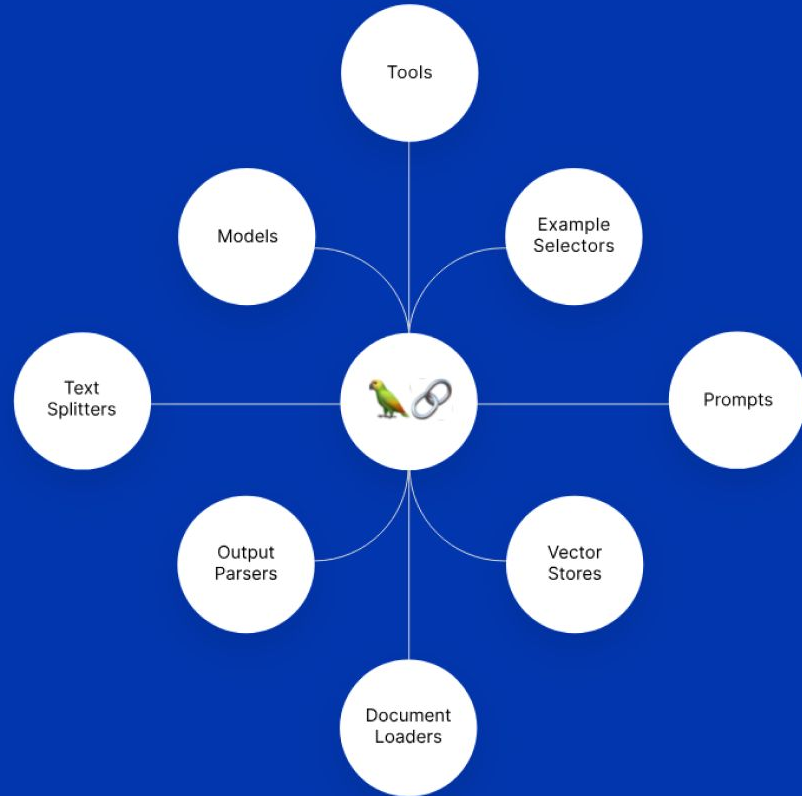 Tools
Models
Example
Selectors
Text
Splitters
Prompts
Output
Parsers
Vector
Stores
Document
Loaders